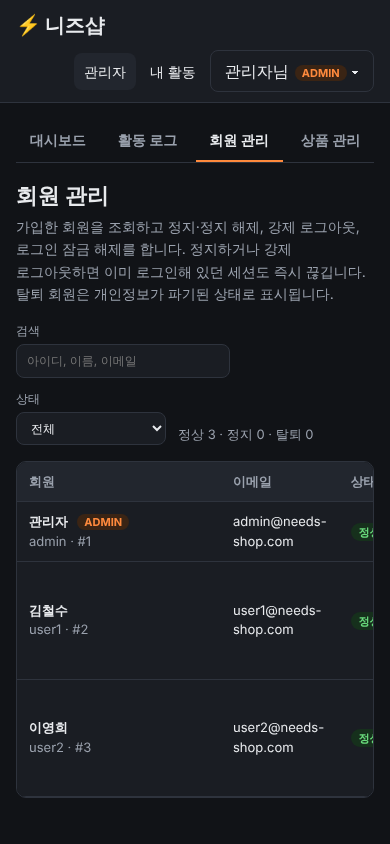 ⚡ 니즈샵
관리자 내 활동 관리자님 ADMIN
대시보드 활동 로그 회원 관리 상품 관리
회원 관리
가입한 회원을 조회하고 정지·정지 해제, 강제 로그아웃,
로그인 잠금 해제를 합니다. 정지하거나 강제
로그아웃하면 이미 로그인해 있던 세션도 즉시 끊깁니다.
탈퇴 회원은 개인정보가 파기된 상태로 표시됩니다.
검색
아이디, 이름, 이메일
상태
전체 정상 3 · 정지 0 · 탈퇴 0
회원 이메일 상태
관리자 ADMIN
admin · #1
admin@needs-
shop.com
김철수
user1 · #2
user1@needs-
shop.com
이영희
user2 · #3
user2@needs-
shop.com